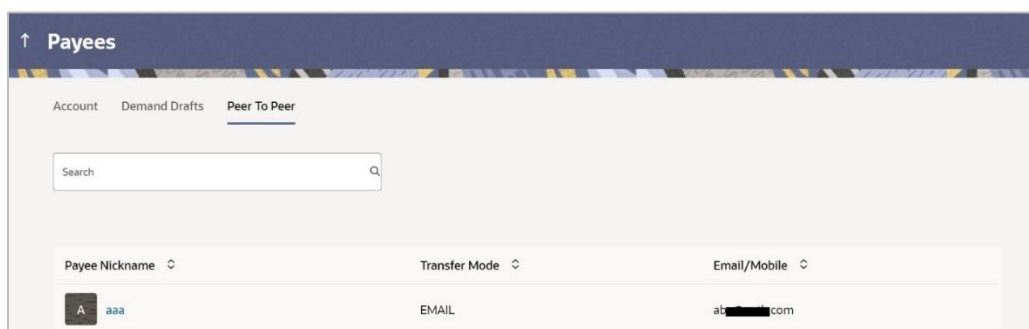 ↑ Payees
Account Demand Drafts Peer To Peer
Search
Payee Nickname Transfer Mode Email/Mobile
A aaa EMAIL